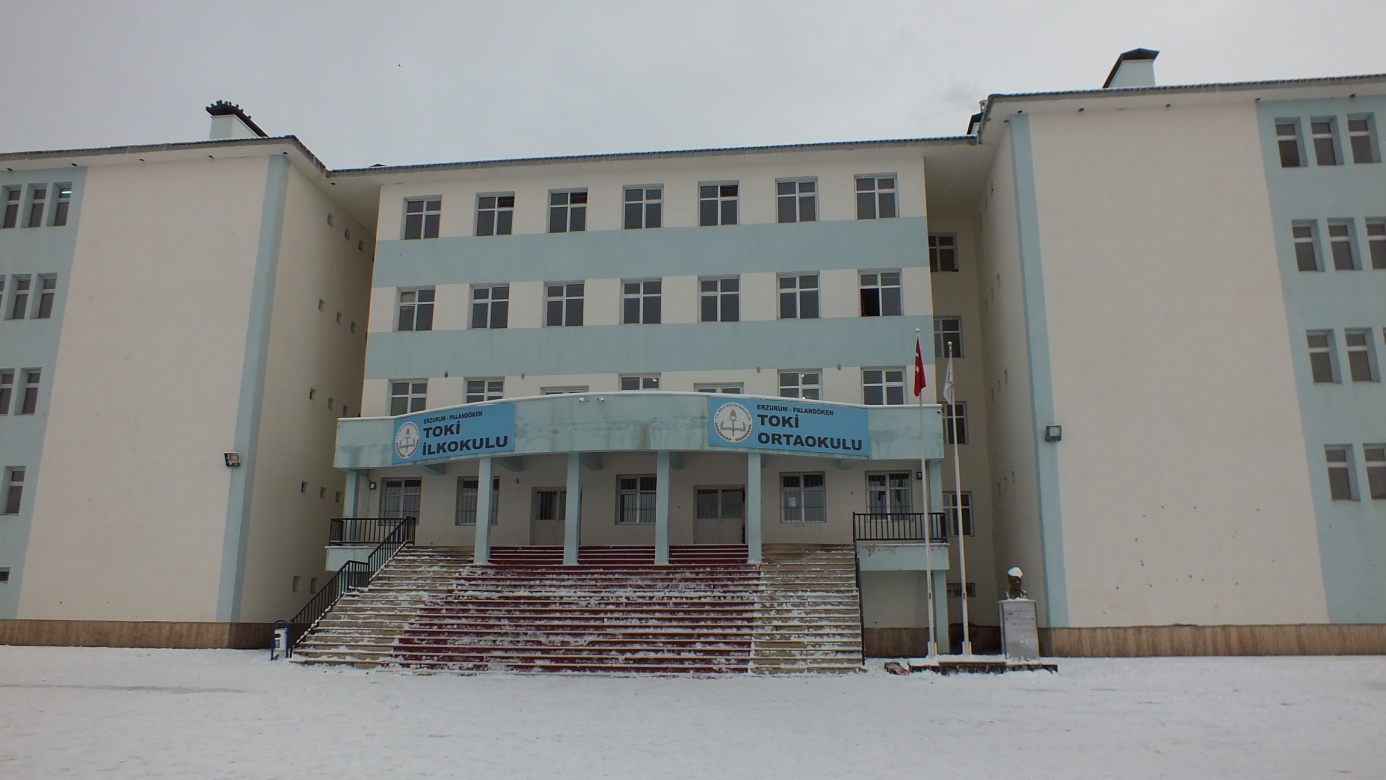 ERZURUM - PALANDÖKEN
TOKİ
İLKOKULU
ERZURUM - PALANDÖKEN
TOKİ
ORTAOKULU